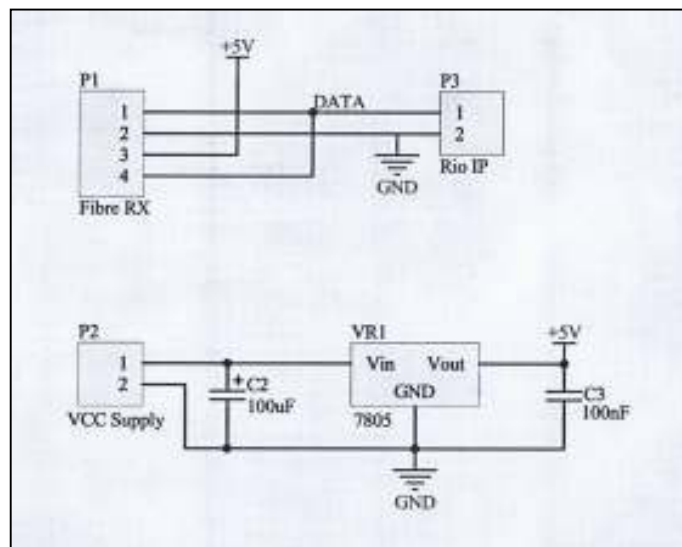 +5V
P1
1
2
3
4
Fibre RX
DATA
P3
1
2
Rio IP
GND
P2
1
2
VCC Supply
C2
100uF
VR1
Vin
Vout
GND
7805
+5V
C3
100nF
GND